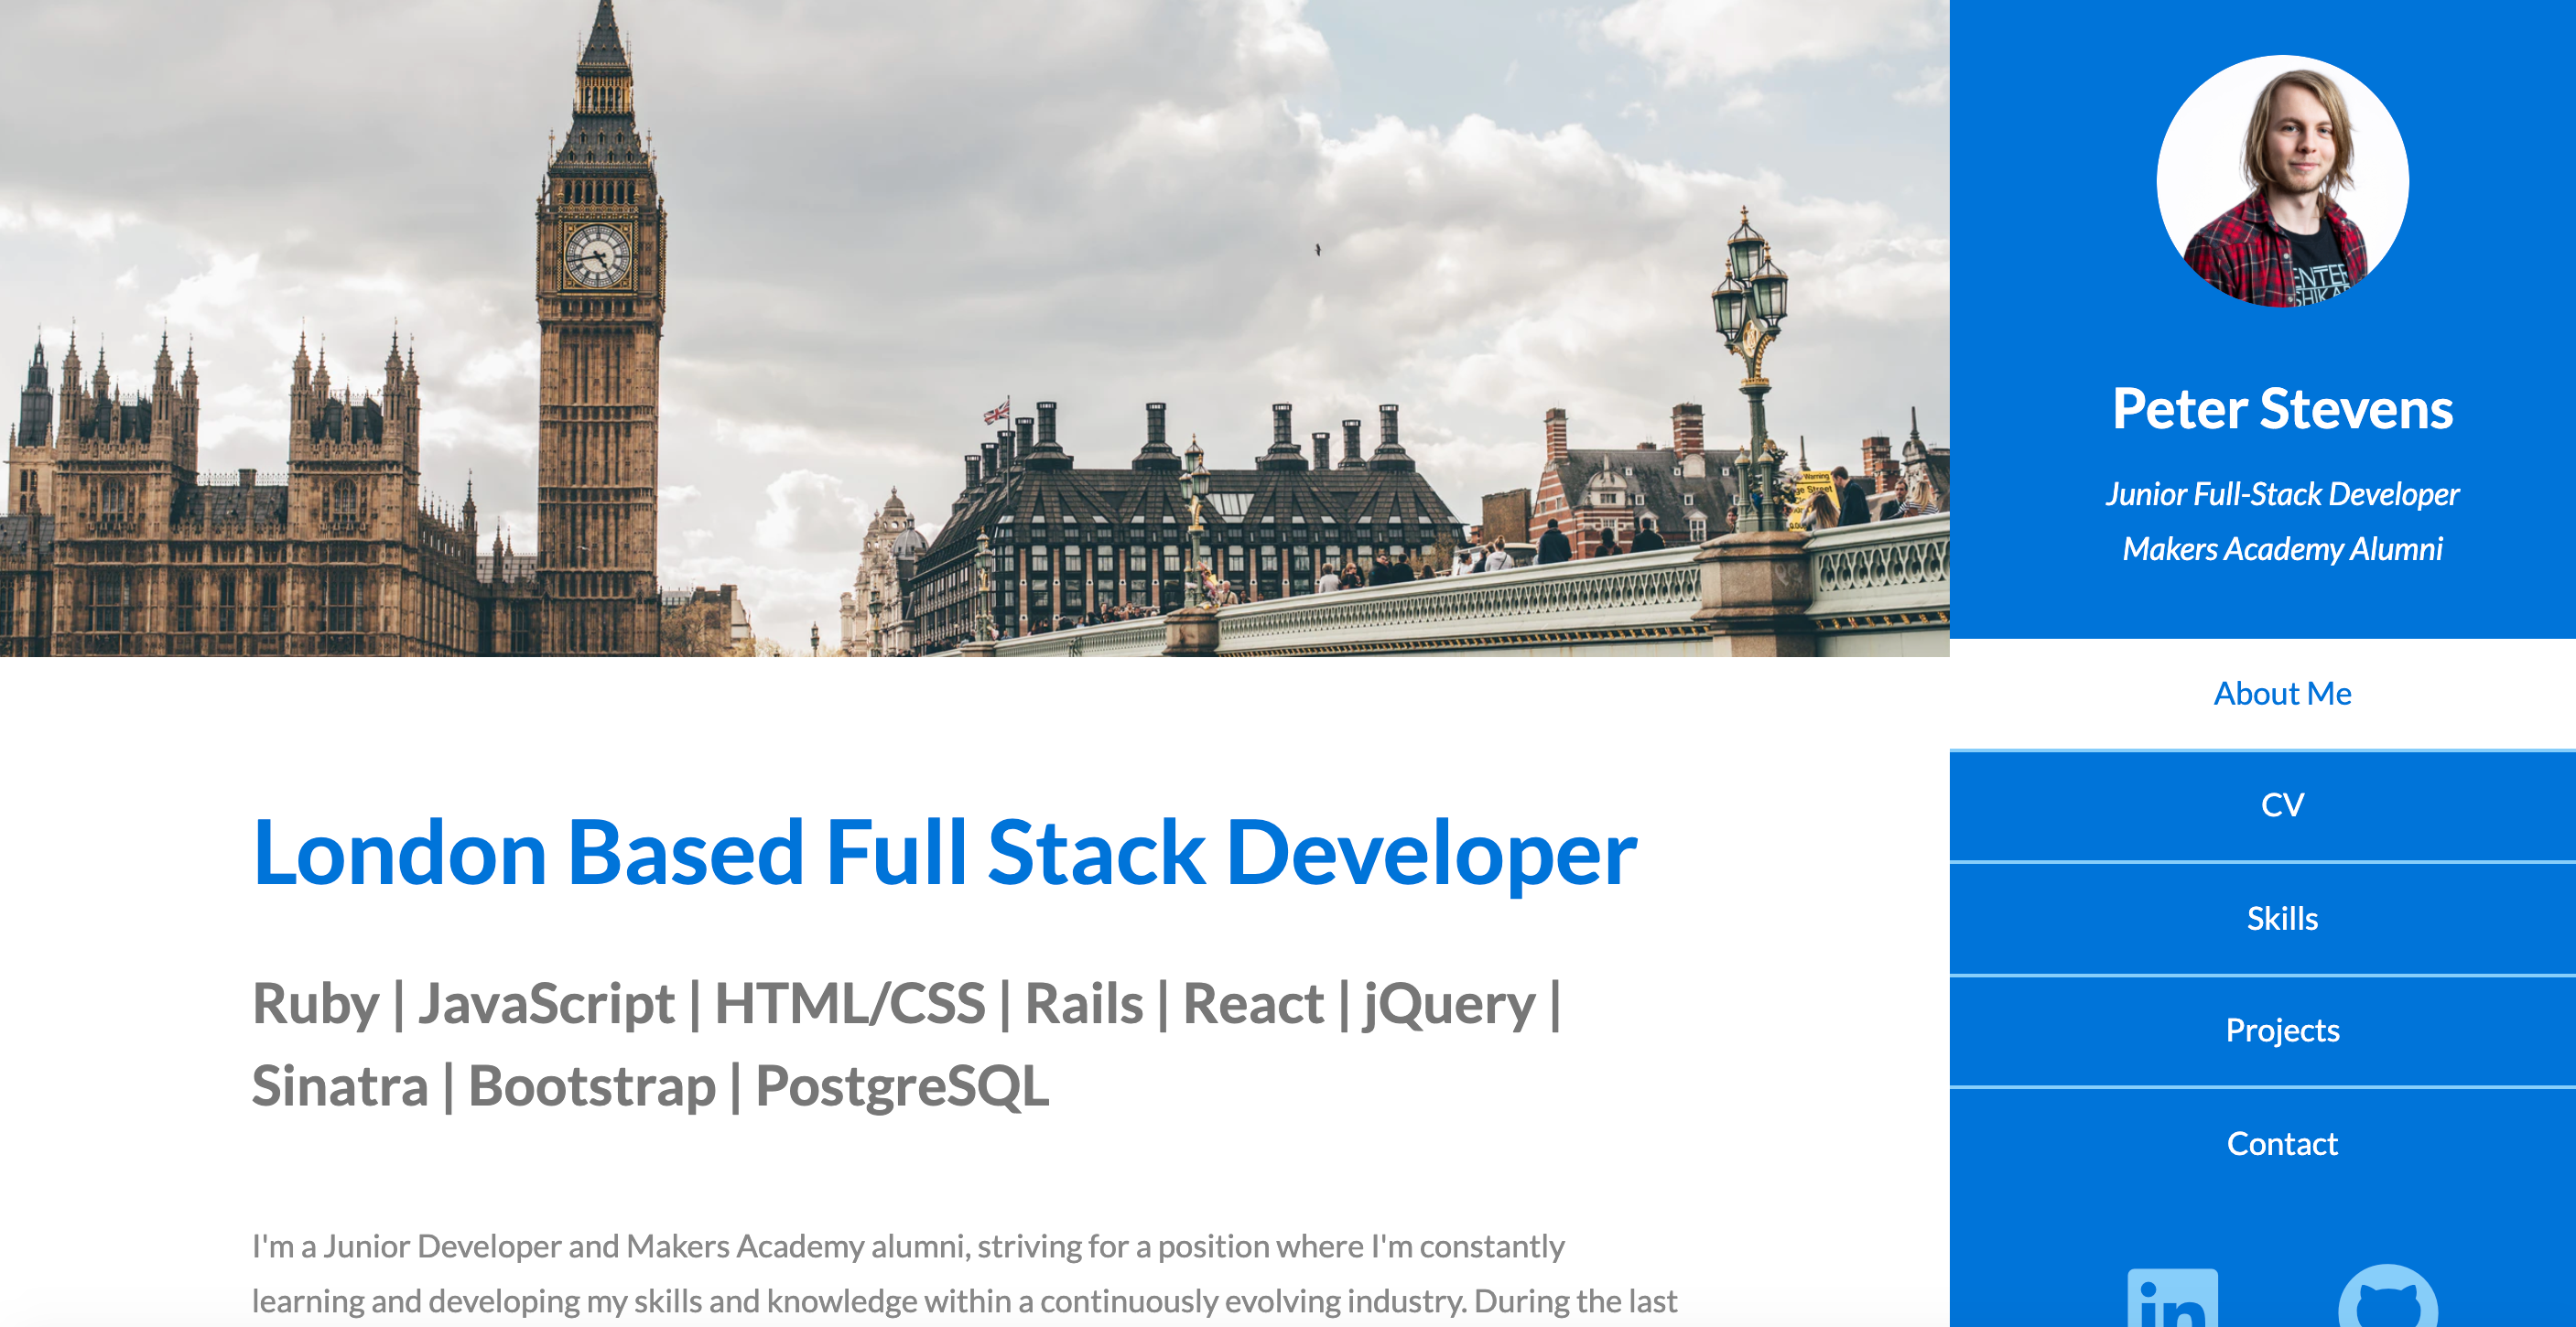 London Based Full Stack Developer
Ruby | JavaScript | HTML/CSS | Rails | React | jQuery |
Sinatra | Bootstrap | PostgreSQL
I'm a Junior Developer and Makers Academy alumni, striving for a position where I'm constantly
learning and developing my skills and knowledge within a continuously evolving industry. During the last
Peter Stevens
Junior Full-Stack Developer
Makers Academy Alumni
About Me
CV
Skills
Projects
Contact
in
Warning